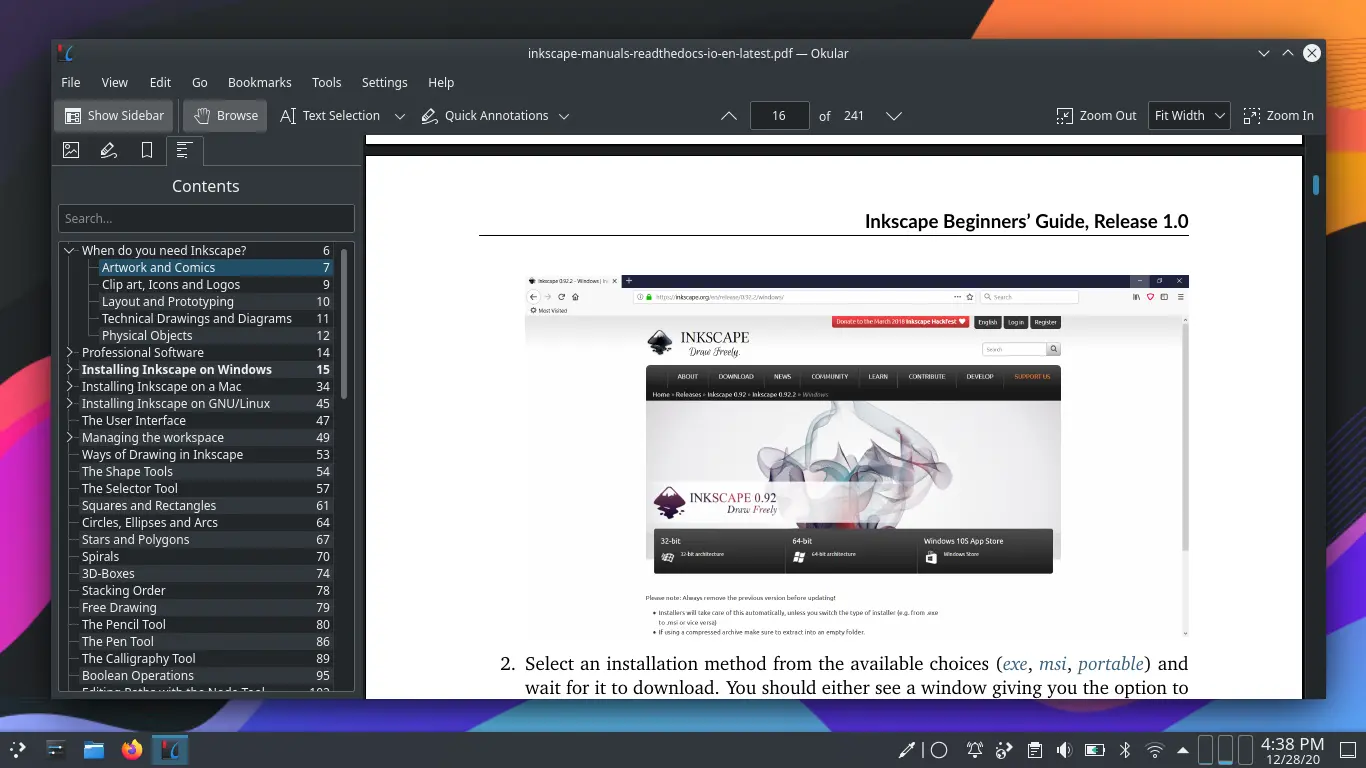 inkscape-manuals-readthedocs-io-en-latest.pdf — Okular
File View Edit Go Bookmarks Tools Settings Help
Show Sidebar Browse Text Selection Quick Annotations 16 of 241 Zoom Out Fit Width Zoom In
Contents
Search...
When do you need Inkscape? 6
Artwork and Comics 7
Clip art, Icons and Logos 9
Layout and Prototyping 10
Technical Drawings and Diagrams 11
Physical Objects 12
Professional Software 14
Installing Inkscape on Windows 15
Installing Inkscape on a Mac 34
Installing Inkscape on GNU/Linux 45
The User Interface 47
Managing the workspace 49
Ways of Drawing in Inkscape 53
The Shape Tools 54
The Selector Tool 57
Squares and Rectangles 61
Circles, Ellipses and Arcs 64
Stars and Polygons 67
Spirals 70
3D-Boxes 74
Stacking Order 78
Free Drawing 79
The Pencil Tool 80
The Pen Tool 86
The Calligraphy Tool 89
Boolean Operations 95
Editing Paths with the Node Tool 102
Inkscape Beginners’ Guide, Release 1.0
Inkscape 0.92.2 - Windows | In
https://inkscape.org/en/release/0.92.2/windows/
Search
Most Visited
Donate to the March 2018 Inkscape Hackfest English Log in Register
INKSCAPE
Draw Freely.
Search
ABOUT DOWNLOAD NEWS COMMUNITY LEARN CONTRIBUTE DEVELOP SUPPORT US
Home » Releases » Inkscape 0.92 » Inkscape 0.92.2 » Windows
INKSCAPE 0.92
Draw Freely
32-bit 64-bit Windows 10S App Store
32-bit architecture 64-bit architecture Windows Store
Please note: Always remove the previous version before updating!
• Installers will take care of this automatically, unless you switch the type of installer (e.g. from .exe
to .msi or vice versa)
• If using a compressed archive make sure to extract into an empty folder.
2. Select an installation method from the available choices (exe, msi, portable) and
wait for it to download. You should either see a window giving you the option to
4:38 PM
12/28/20